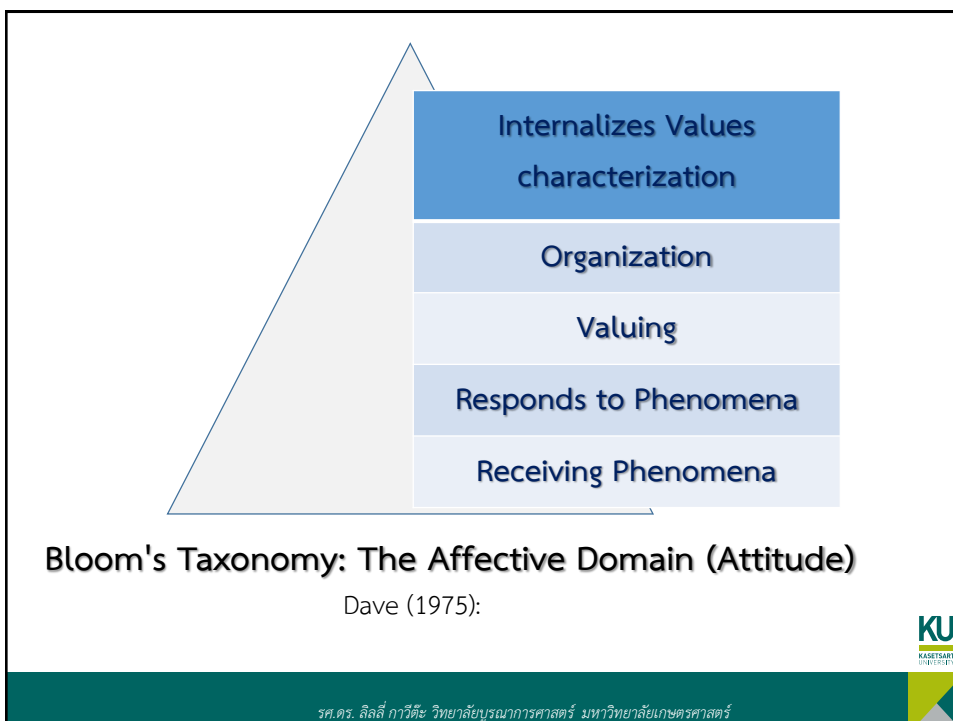 Internalizes Values
characterization
Organization
Valuing
Responds to Phenomena
Receiving Phenomena
Bloom's Taxonomy: The Affective Domain (Attitude)
Dave (1975):
KU
KASETSART
UNIVERSITY
รศ.ดร. ลิลลี่ กาวีต๊ะ วิทยาลัยบูรณาการศาสตร์ มหาวิทยาลัยเกษตรศาสตร์